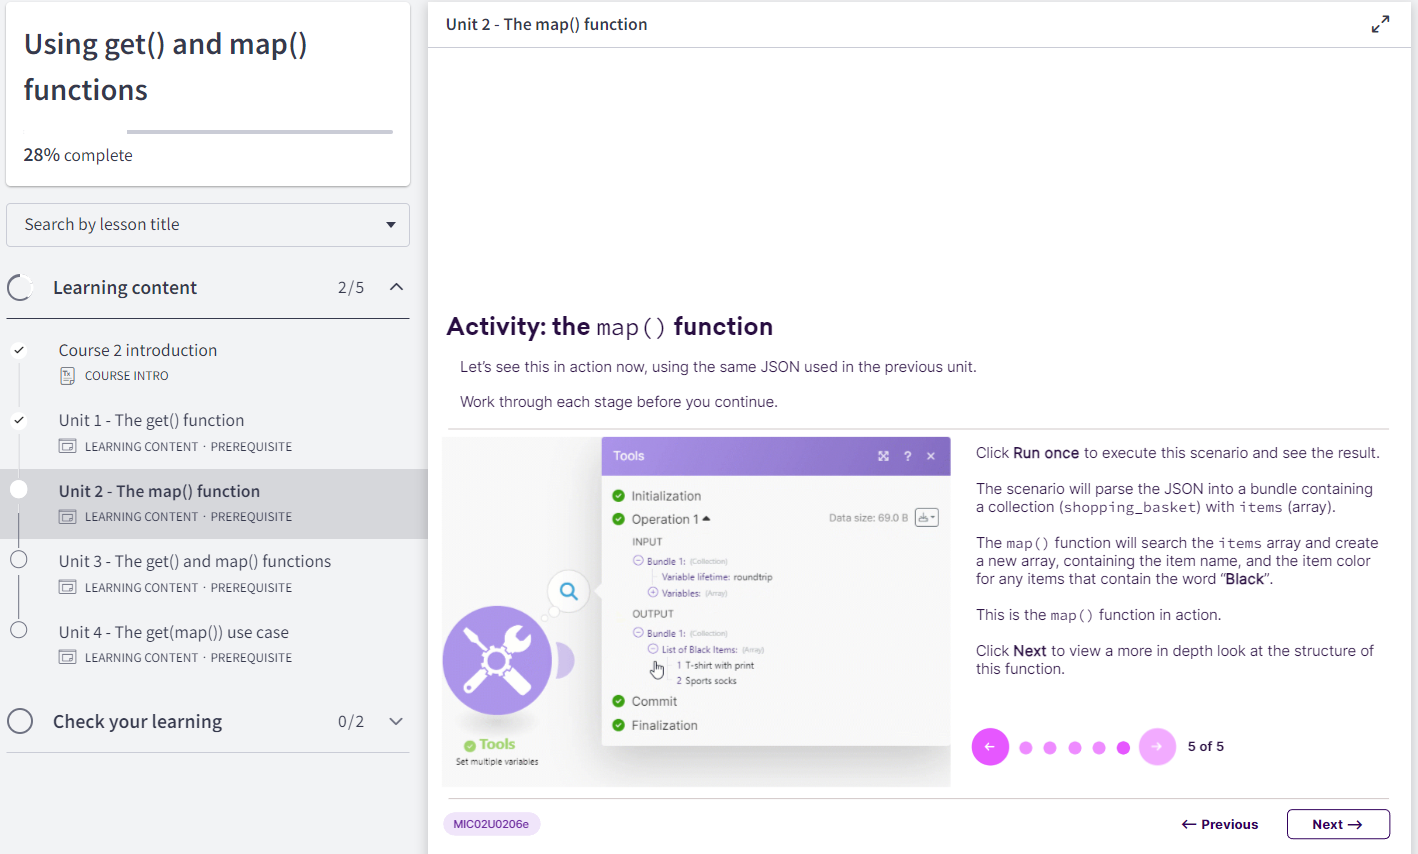 Using get() and map()
functions
28% complete
Search by lesson title
Learning content
2/5
Course 2 introduction
Tx
COURSE INTRO
Unit 1 - The get() function
LEARNING CONTENT · PREREQUISITE
Unit 2 - The map() function
LEARNING CONTENT · PREREQUISITE
Unit 3 - The get() and map() functions
LEARNING CONTENT · PREREQUISITE
Unit 4 - The get(map()) use case
LEARNING CONTENT · PREREQUISITE
Check your learning
0/2
Unit 2 - The map() function
Activity: the map() function
Let’s see this in action now, using the same JSON used in the previous unit.
Work through each stage before you continue.
Tools
?
Initialization
Operation 1
Data size: 69.0 B
INPUT
Bundle 1: (Collection)
Variable lifetime: roundtrip
Variables: (Array)
OUTPUT
Bundle 1: (Collection)
List of Black Items: (Array)
1 T-shirt with print
2 Sports socks
Commit
Finalization
Tools
Set multiple variables
Click Run once to execute this scenario and see the result.
The scenario will parse the JSON into a bundle containing
a collection (shopping_basket) with items (array).
The map() function will search the items array and create
a new array, containing the item name, and the item color
for any items that contain the word “Black”.
This is the map() function in action.
Click Next to view a more in depth look at the structure of
this function.
← → 5 of 5
MIC02U0206e
← Previous
Next →